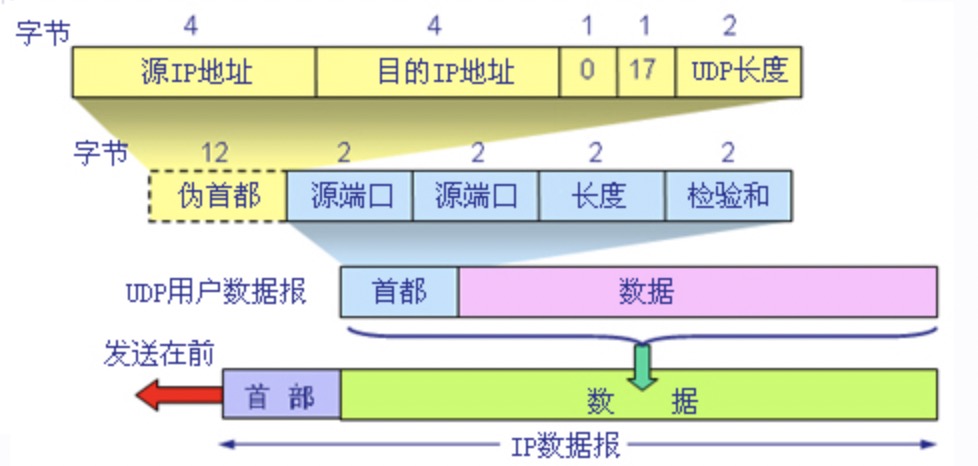 字节 4 4 1 1 2
源IP地址 目的IP地址 0 17 UDP长度
字节 12 2 2 2 2
伪首都 源端口 源端口 长度 检验和
UDP用户数据报 首都 数据
发送在前
首部 数据
IP数据报